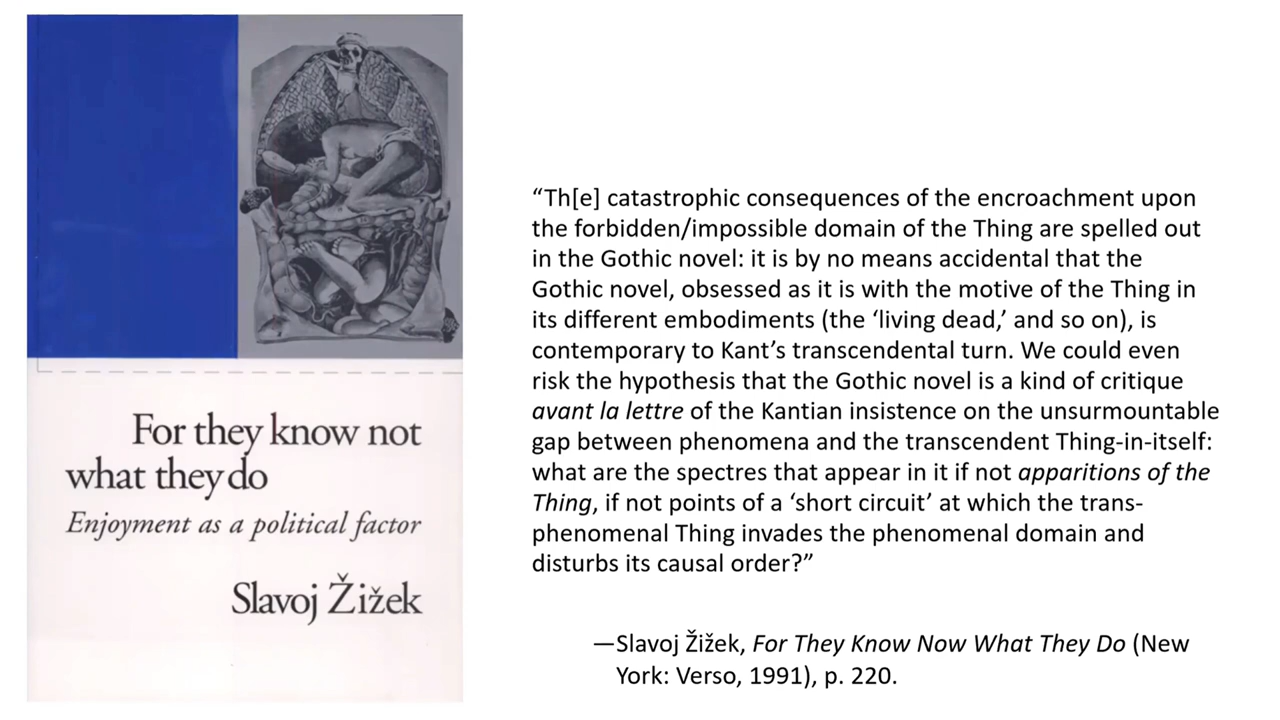 For they know not
what they do
Enjoyment as a political factor
Slavoj Žižek
“Th[e] catastrophic consequences of the encroachment upon
the forbidden/impossible domain of the Thing are spelled out
in the Gothic novel: it is by no means accidental that the
Gothic novel, obsessed as it is with the motive of the Thing in
its different embodiments (the ‘living dead,’ and so on), is
contemporary to Kant’s transcendental turn. We could even
risk the hypothesis that the Gothic novel is a kind of critique
avant la lettre of the Kantian insistence on the unsurmountable
gap between phenomena and the transcendent Thing-in-itself:
what are the spectres that appear in it if not apparitions of the
Thing, if not points of a ‘short circuit’ at which the trans-
phenomenal Thing invades the phenomenal domain and
disturbs its causal order?”
—Slavoj Žižek, For They Know Now What They Do (New
York: Verso, 1991), p. 220.